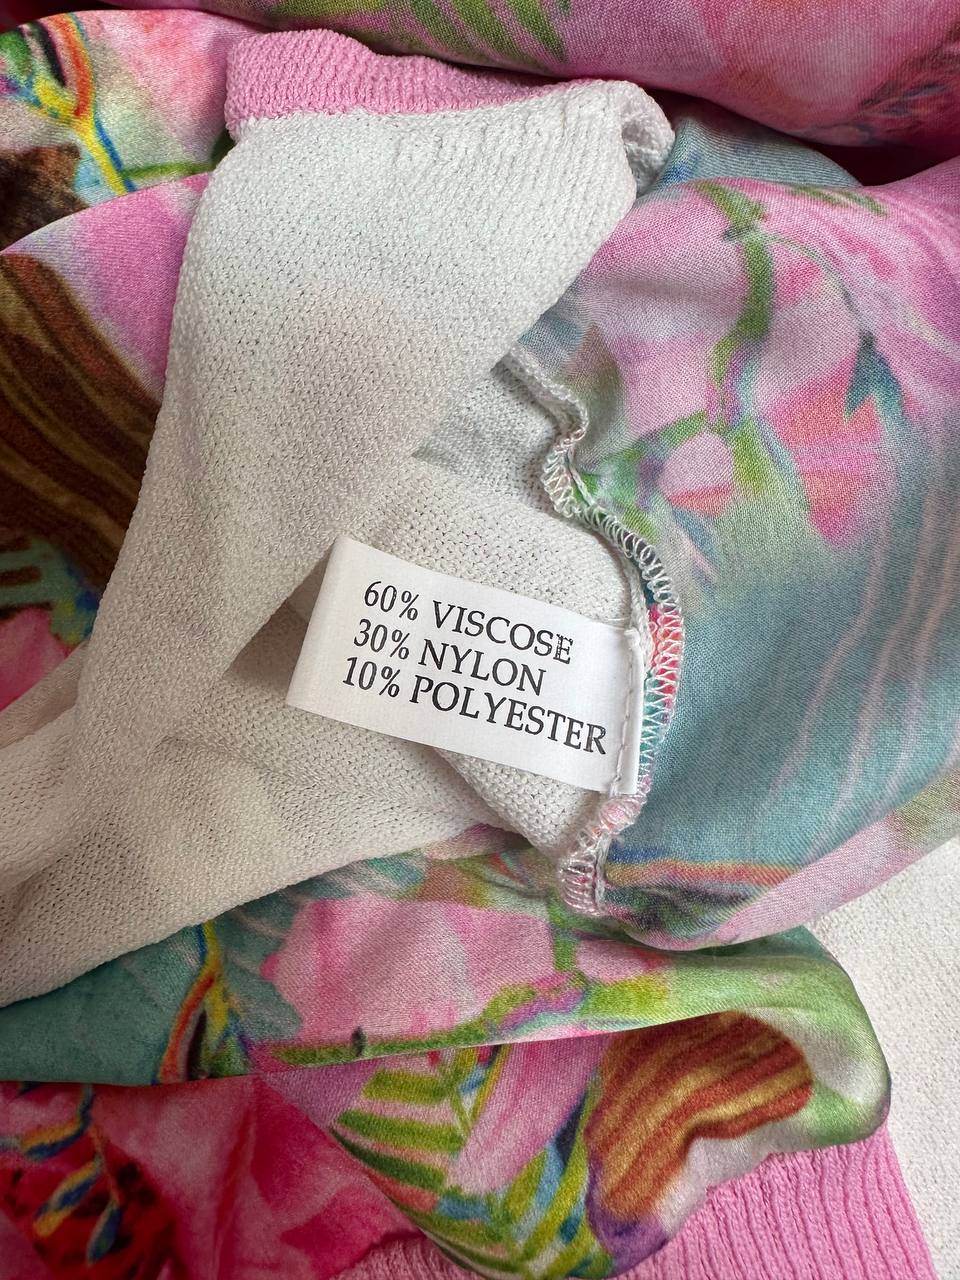 60% VISCOSE
30% NYLON
10% POLYESTER